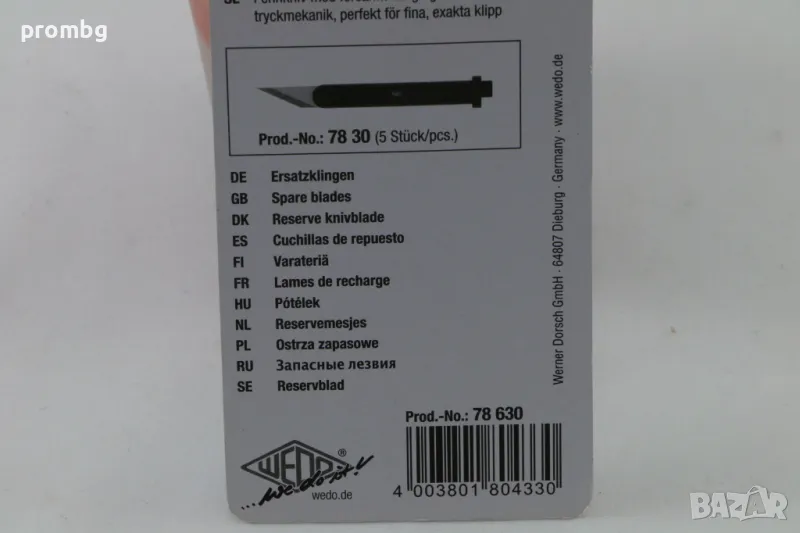 prombg
tryckmekanik, perfekt för fina, exakta klipp
Prod.-No.: 78 30 (5 Stück/pcs.)
DE Ersatzklingen
GB Spare blades
DK Reserve knivblade
ES Cuchillas de repuesto
FI Varateriä
FR Lames de recharge
HU Pótélek
NL Reservemesjes
PL Ostrza zapasowe
RU Запасные лезвия
SE Reservblad
Werner Dorsch GmbH · 64807 Dieburg · Germany · www.wedo.de
Prod.-No.: 78 630
4 003801 804330
WEDO ®
...we do it!
wedo.de
BAZAR